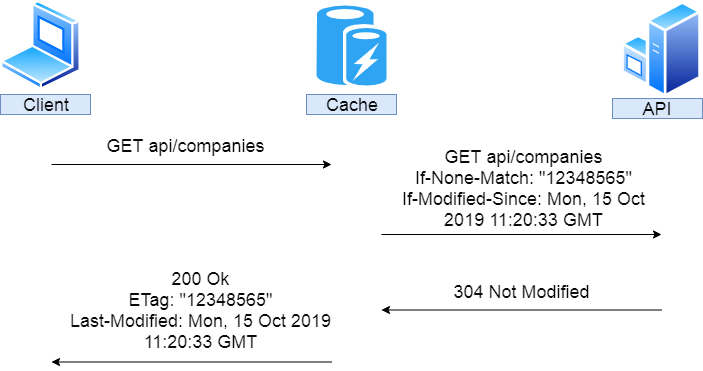 Client
Cache
API
GET api/companies
GET api/companies
If-None-Match: "12348565"
If-Modified-Since: Mon, 15 Oct
2019 11:20:33 GMT
304 Not Modified
200 Ok
ETag: "12348565"
Last-Modified: Mon, 15 Oct 2019
11:20:33 GMT